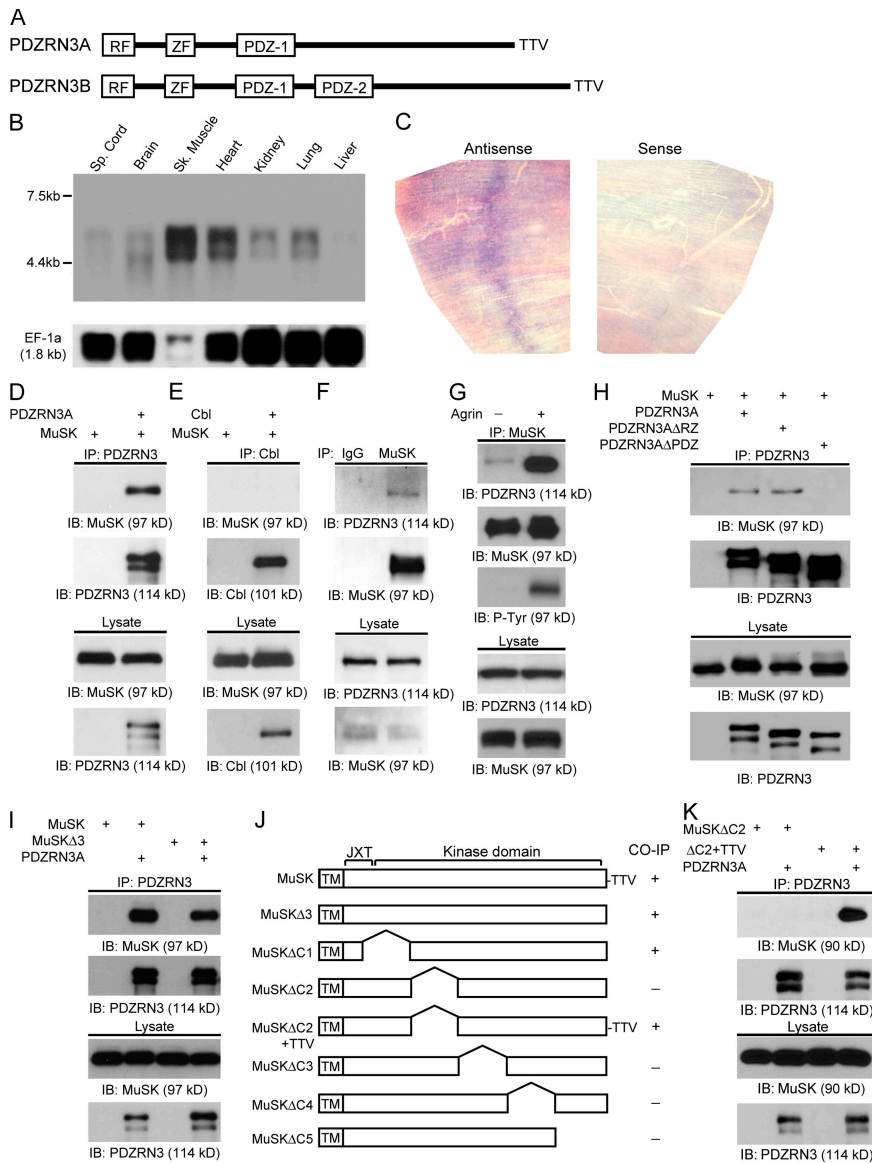 A
PDZRN3A RF ZF PDZ-1 TTV
PDZRN3B RF ZF PDZ-1 PDZ-2 TTV
B
Sp. Cord Brain Sk. Muscle Heart Kidney Lung Liver
7.5kb
4.4kb
EF-1a
(1.8 kb)
C
Antisense Sense
D
PDZRN3A +
MuSK + +
IP: PDZRN3
IB: MuSK (97 kD)
IB: PDZRN3 (114 kD)
Lysate
IB: MuSK (97 kD)
IB: PDZRN3 (114 kD)
E
Cbl +
MuSK + +
IP: Cbl
IB: MuSK (97 kD)
IB: Cbl (101 kD)
Lysate
IB: MuSK (97 kD)
IB: Cbl (101 kD)
F
IP: IgG MuSK
IB: PDZRN3 (114 kD)
IB: MuSK (97 kD)
Lysate
IB: PDZRN3 (114 kD)
IB: MuSK (97 kD)
G
Agrin – +
IP: MuSK
IB: PDZRN3 (114 kD)
IB: MuSK (97 kD)
IB: P-Tyr (97 kD)
Lysate
IB: PDZRN3 (114 kD)
IB: MuSK (97 kD)
H
MuSK + + + +
PDZRN3A +
PDZRN3AΔRZ +
PDZRN3AΔPDZ +
IP: PDZRN3
IB: MuSK (97 kD)
IB: PDZRN3
Lysate
IB: MuSK (97 kD)
IB: PDZRN3
I
MuSK + +
MuSKΔ3 + +
PDZRN3A + +
IP: PDZRN3
IB: MuSK (97 kD)
IB: PDZRN3 (114 kD)
Lysate
IB: MuSK (97 kD)
IB: PDZRN3 (114 kD)
J
JXT Kinase domain CO-IP
MuSK TM -TTV +
MuSKΔ3 TM +
MuSKΔC1 TM +
MuSKΔC2 TM –
MuSKΔC2 TM -TTV +
+TTV
MuSKΔC3 TM –
MuSKΔC4 TM –
MuSKΔC5 TM –
K
MuSKΔC2 + +
ΔC2+TTV + +
PDZRN3A + +
IP: PDZRN3
IB: MuSK (90 kD)
IB: PDZRN3 (114 kD)
Lysate
IB: MuSK (90 kD)
IB: PDZRN3 (114 kD)